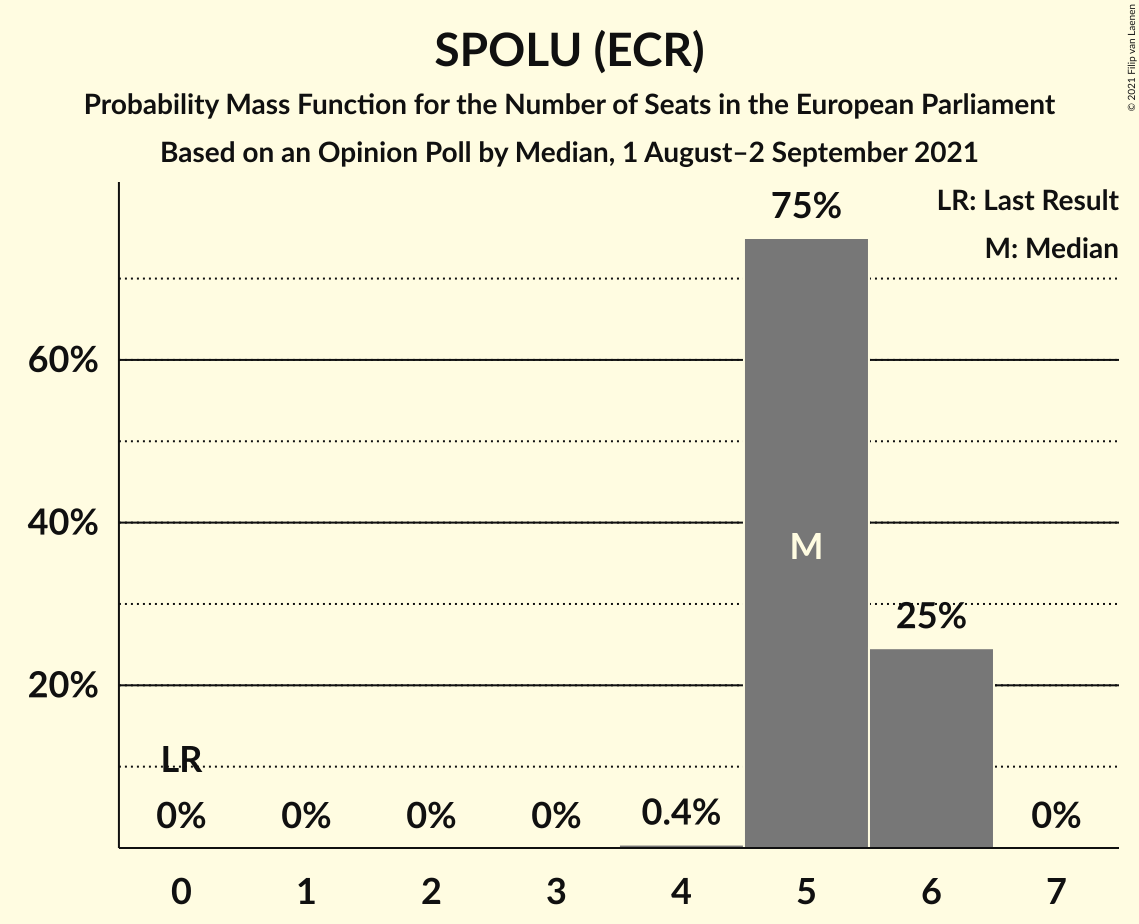 SPOLU (ECR)
Probability Mass Function for the Number of Seats in the European Parliament
Based on an Opinion Poll by Median, 1 August–2 September 2021
© 2021 Filip van Laenen
LR: Last Result
M: Median
75%
60%
40%
M
25%
20%
LR
0% 0% 0% 0% 0.4% 0%
0 1 2 3 4 5 6 7